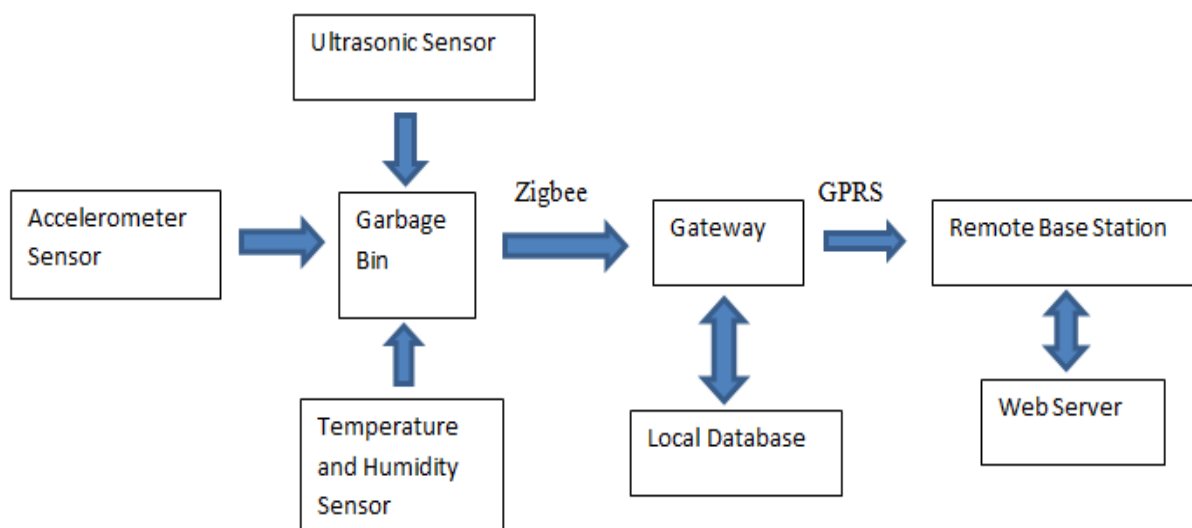 Ultrasonic Sensor
Accelerometer
Sensor
Garbage
Bin
Zigbee
Gateway
GPRS
Remote Base Station
Temperature
and Humidity
Sensor
Local Database
Web Server